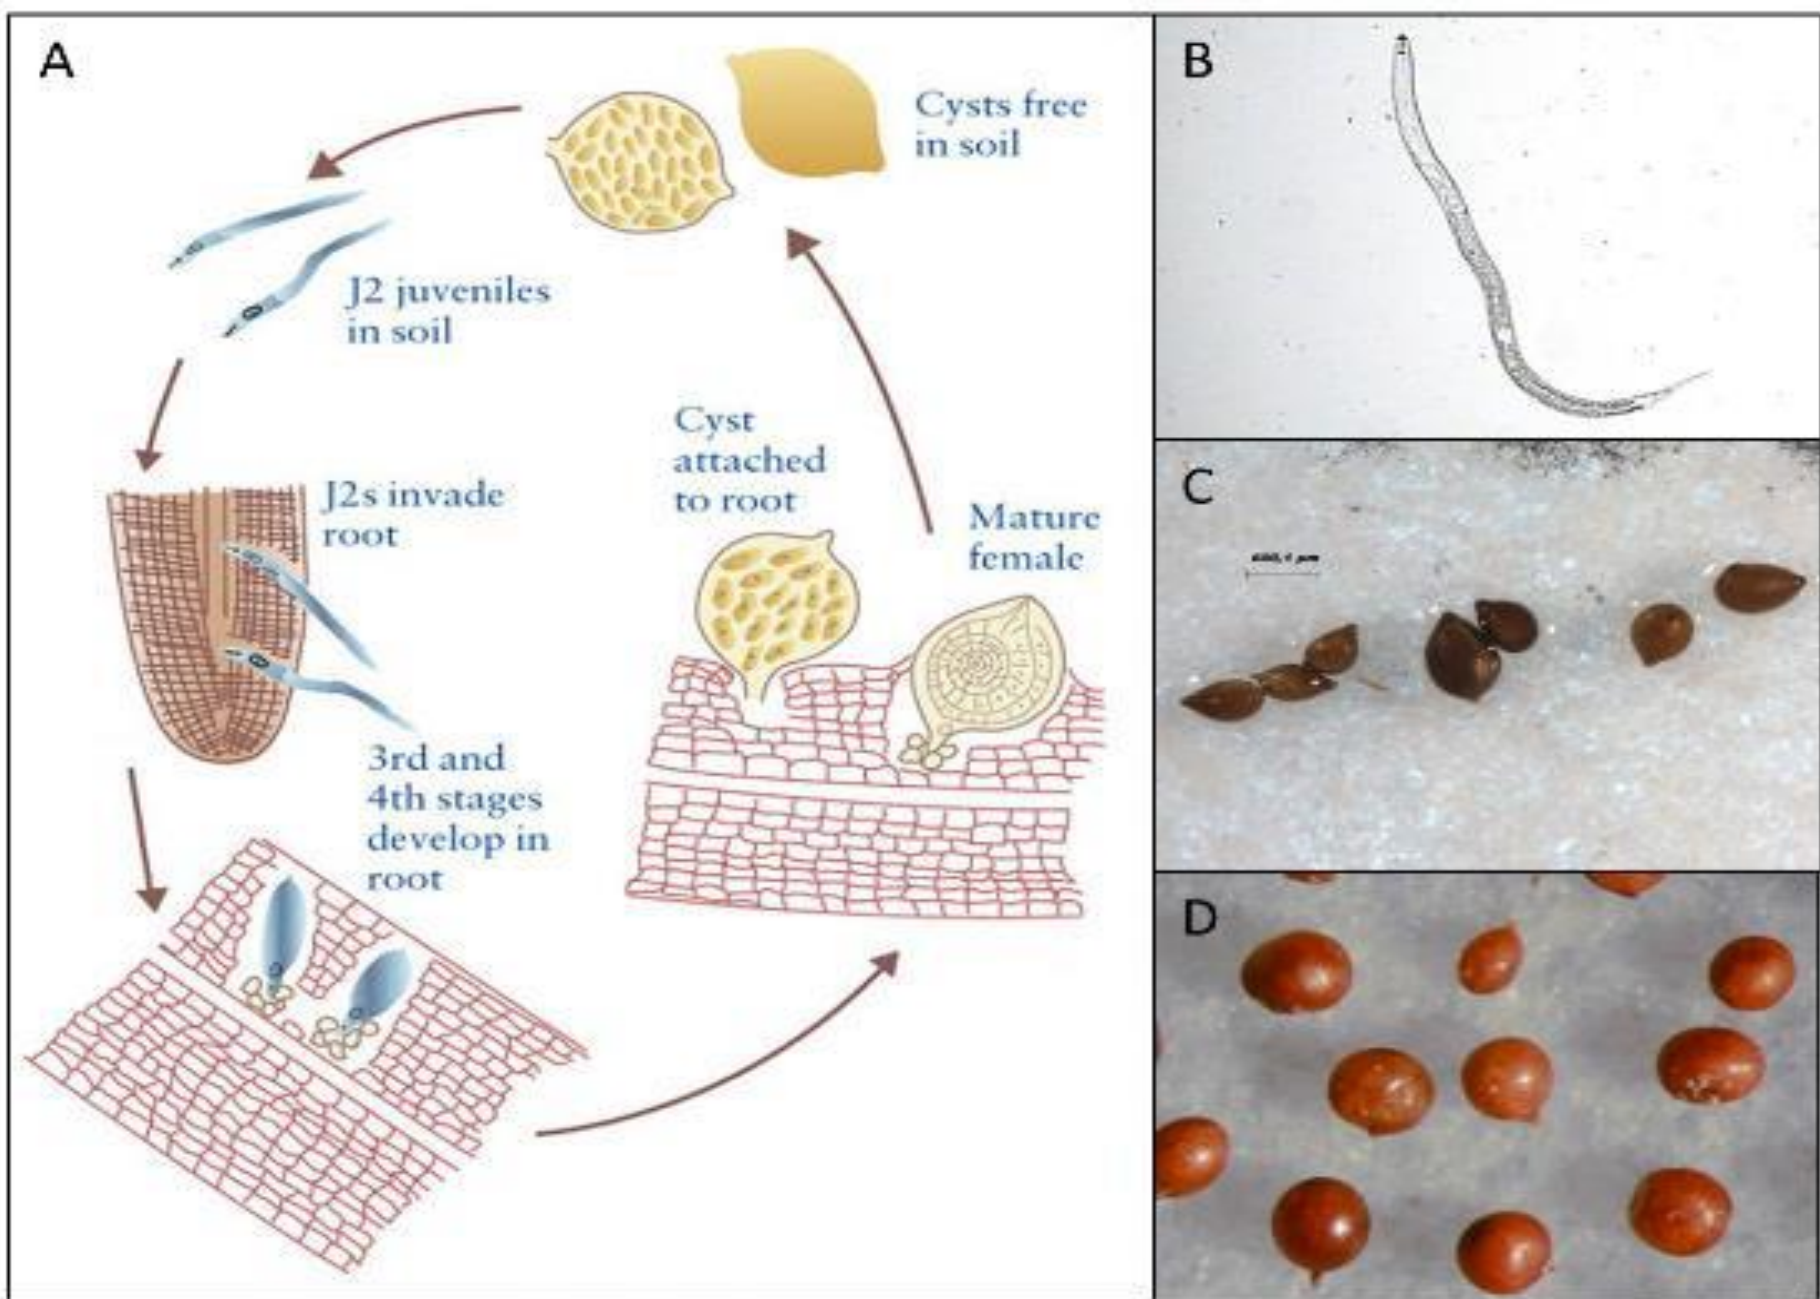 A
Cysts free
in soil
J2 juveniles
in soil
J2s invade
root
3rd and
4th stages
develop in
root
Cyst
attached
to root
Mature
female
B
C
D